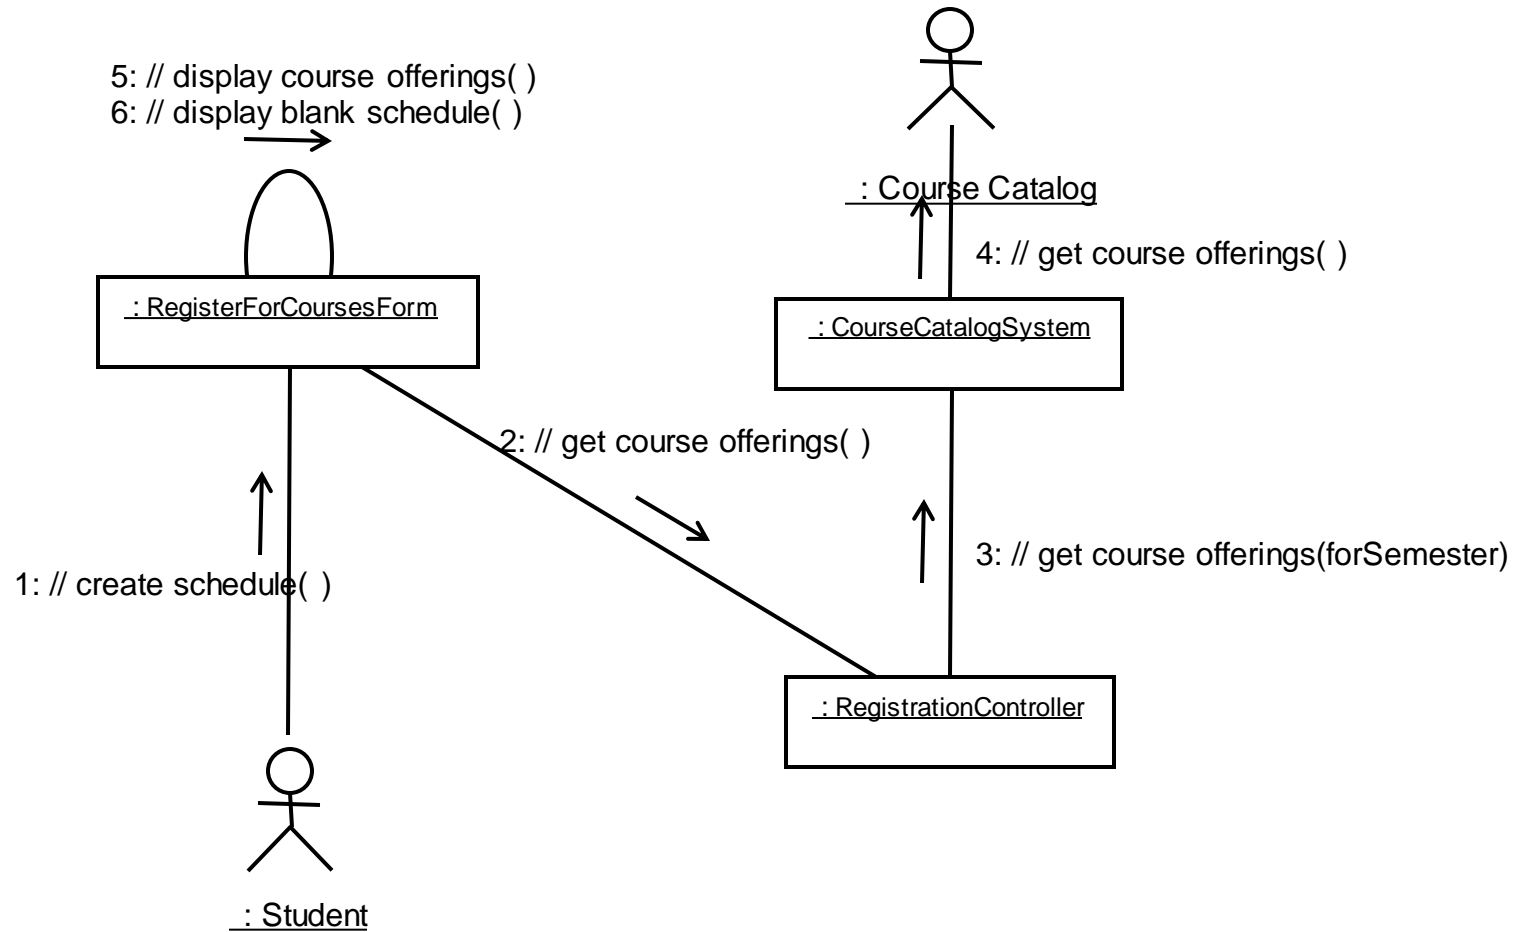 5: // display course offerings( )
6: // display blank schedule( )
: Course Catalog
4: // get course offerings( )
: RegisterForCoursesForm
: CourseCatalogSystem
2: // get course offerings( )
3: // get course offerings(forSemester)
1: // create schedule( )
: RegistrationController
: Student